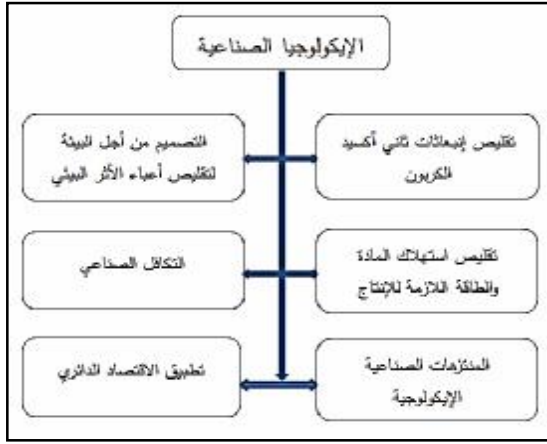 الإيكولوجيا الصناعية
تقليص إنبعاثات ثاني أكسيد
الكربون
التصميم من أجل البيئة
لتقليص أعباء الأثر البيئي
تقليص استهلاك المادة
والطاقة اللازمة للإنتاج
التكافل الصناعي
المنتزهات الصناعية
الإيكولوجية
تطبيق الاقتصاد الدائري